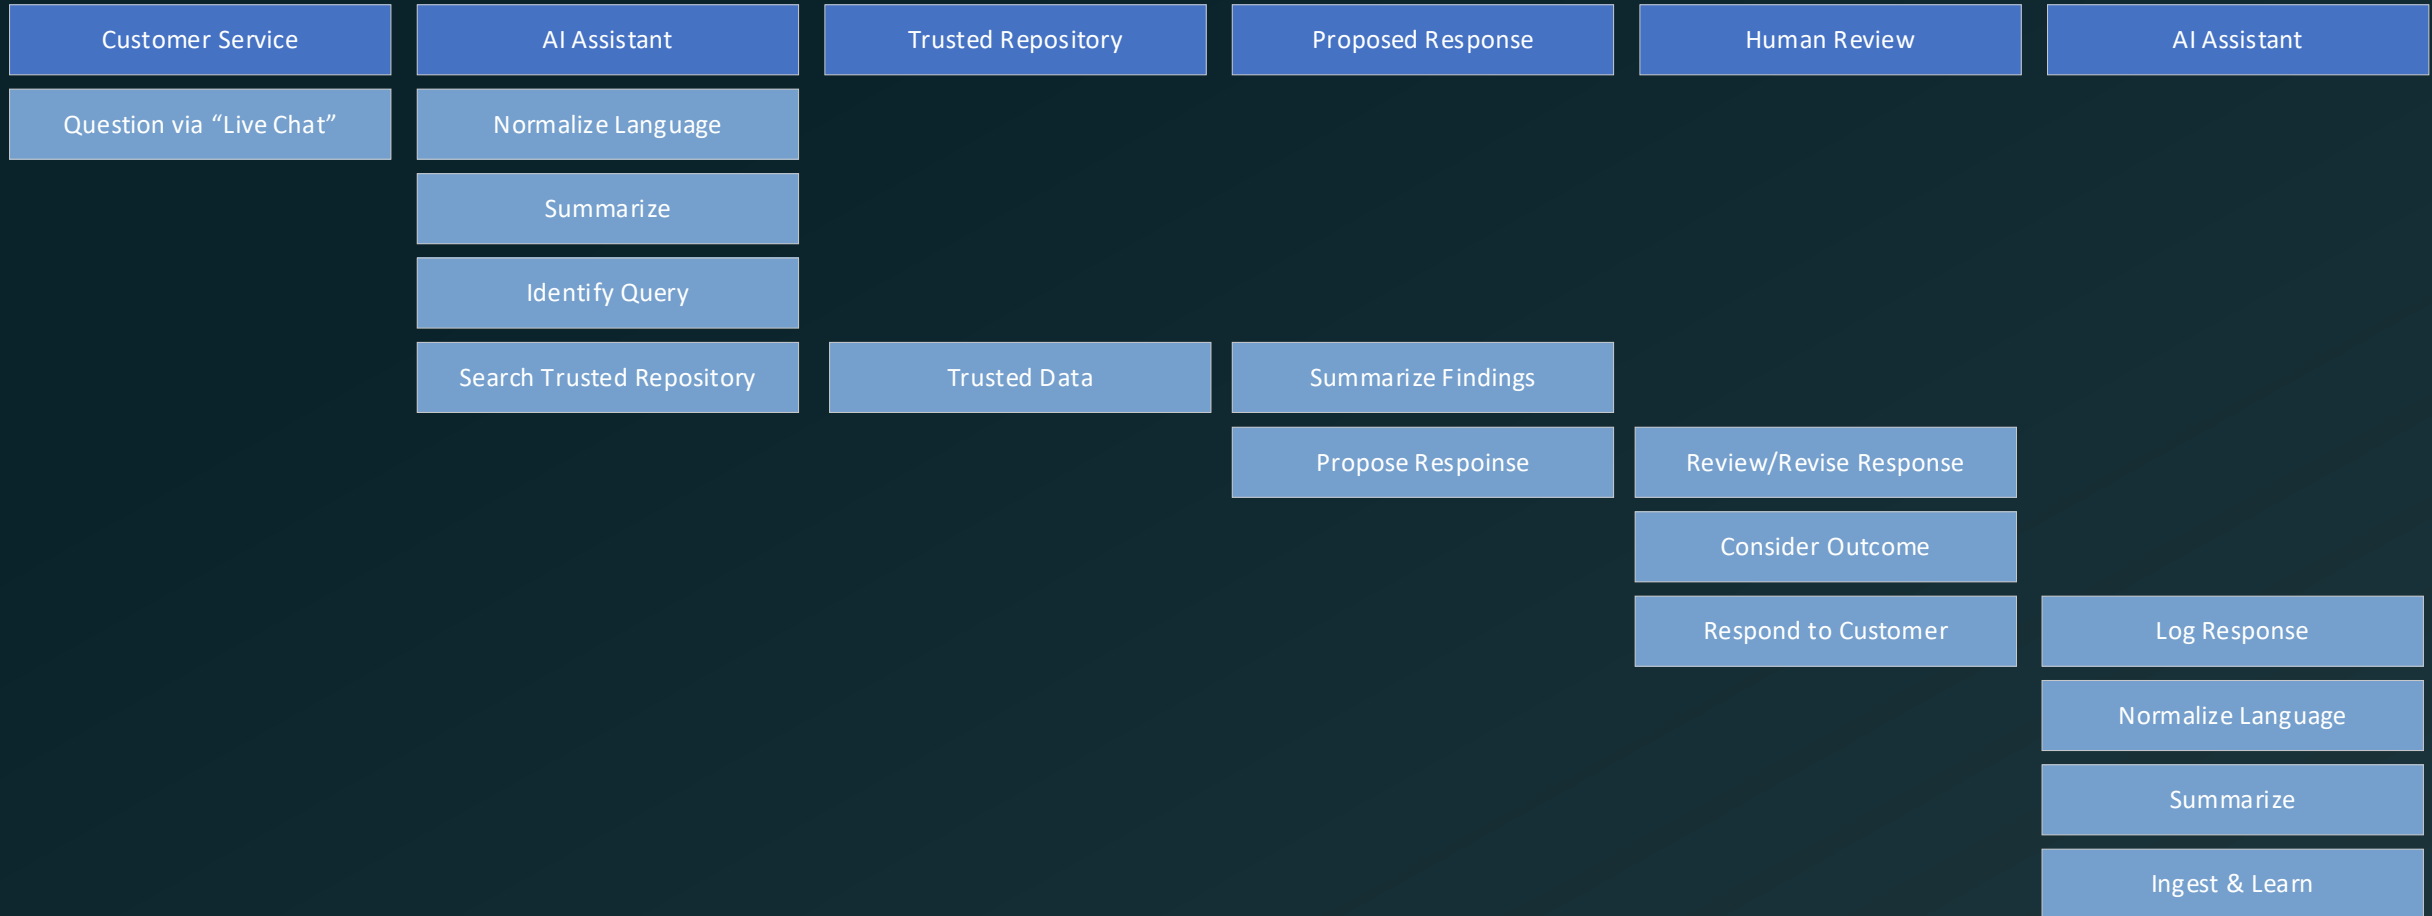 Customer Service
AI Assistant
Trusted Repository
Proposed Response
Human Review
AI Assistant
Question via “Live Chat”
Normalize Language
Summarize
Identify Query
Search Trusted Repository
Trusted Data
Summarize Findings
Propose Respoinse
Review/Revise Response
Consider Outcome
Respond to Customer
Log Response
Normalize Language
Summarize
Ingest & Learn